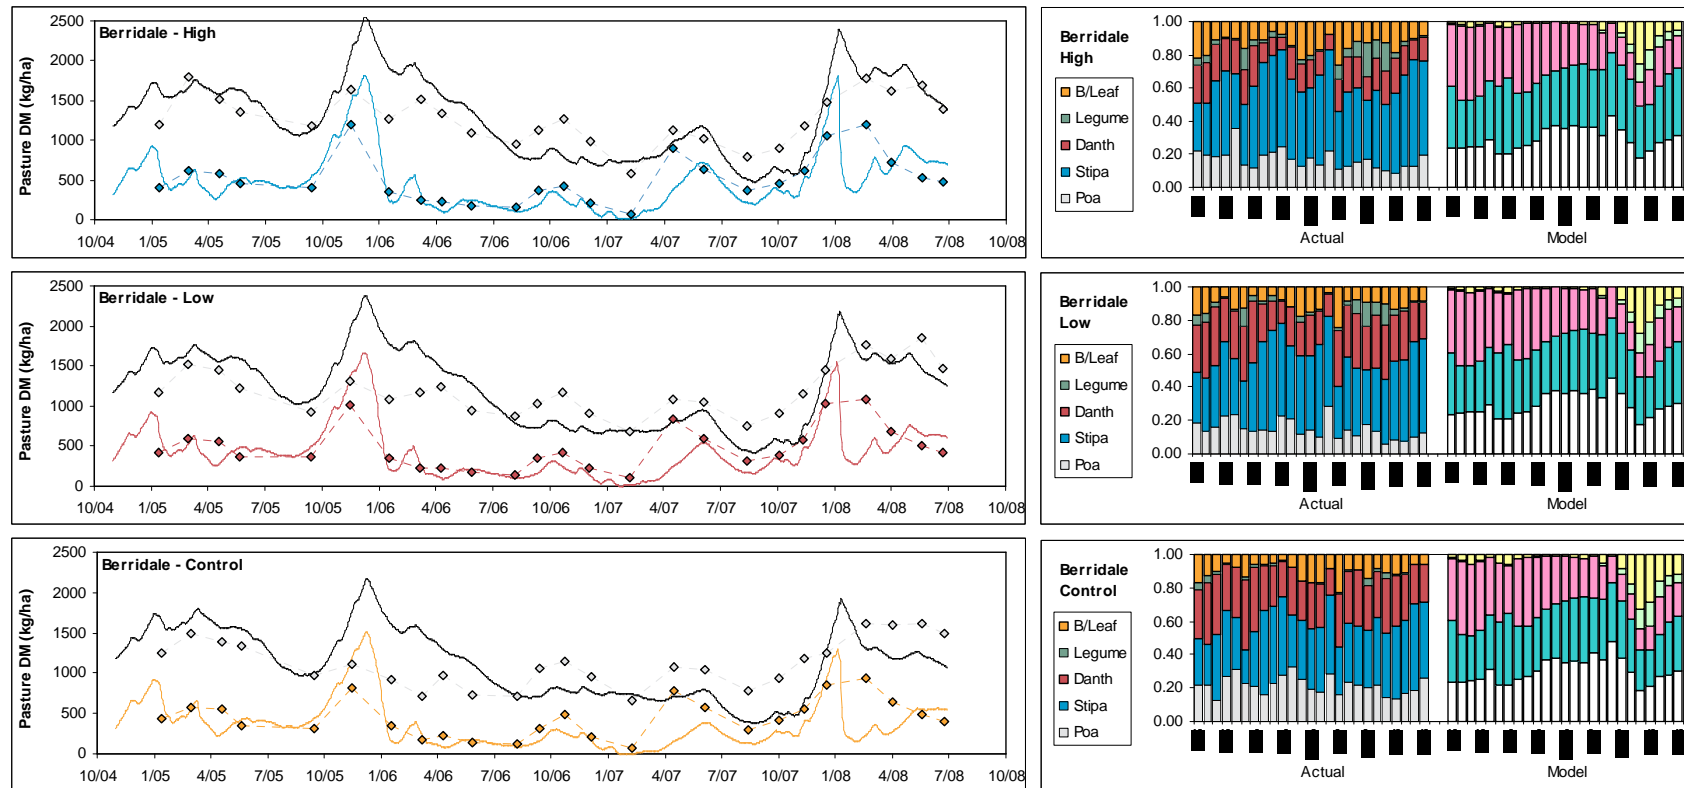 Berridale - High
Pasture DM (kg/ha)
2500
2000
1500
1000
500
0
10/04 1/05 4/05 7/05 10/05 1/06 4/06 7/06 10/06 1/07 4/07 7/07 10/07 1/08 4/08 7/08 10/08
Berridale
High
B/Leaf
Legume
Danth
Stipa
Poa
1.00
0.80
0.60
0.40
0.20
0.00
Actual Model
Berridale - Low
Pasture DM (kg/ha)
2500
2000
1500
1000
500
0
10/04 1/05 4/05 7/05 10/05 1/06 4/06 7/06 10/06 1/07 4/07 7/07 10/07 1/08 4/08 7/08 10/08
Berridale
Low
B/Leaf
Legume
Danth
Stipa
Poa
1.00
0.80
0.60
0.40
0.20
0.00
Actual Model
Berridale - Control
Pasture DM (kg/ha)
2500
2000
1500
1000
500
0
10/04 1/05 4/05 7/05 10/05 1/06 4/06 7/06 10/06 1/07 4/07 7/07 10/07 1/08 4/08 7/08 10/08
Berridale
Control
B/Leaf
Legume
Danth
Stipa
Poa
1.00
0.80
0.60
0.40
0.20
0.00
Actual Model